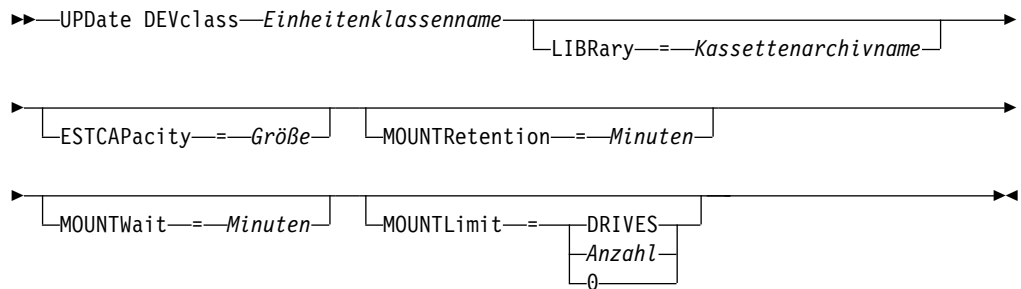 UPDate DEVclass Einheitenklassenname
LIBRary = Kassettenarchivname
ESTCAPacity = Größe MOUNTRetention = Minuten
MOUNTWait = Minuten MOUNTLimit = DRIVES
Anzahl
0